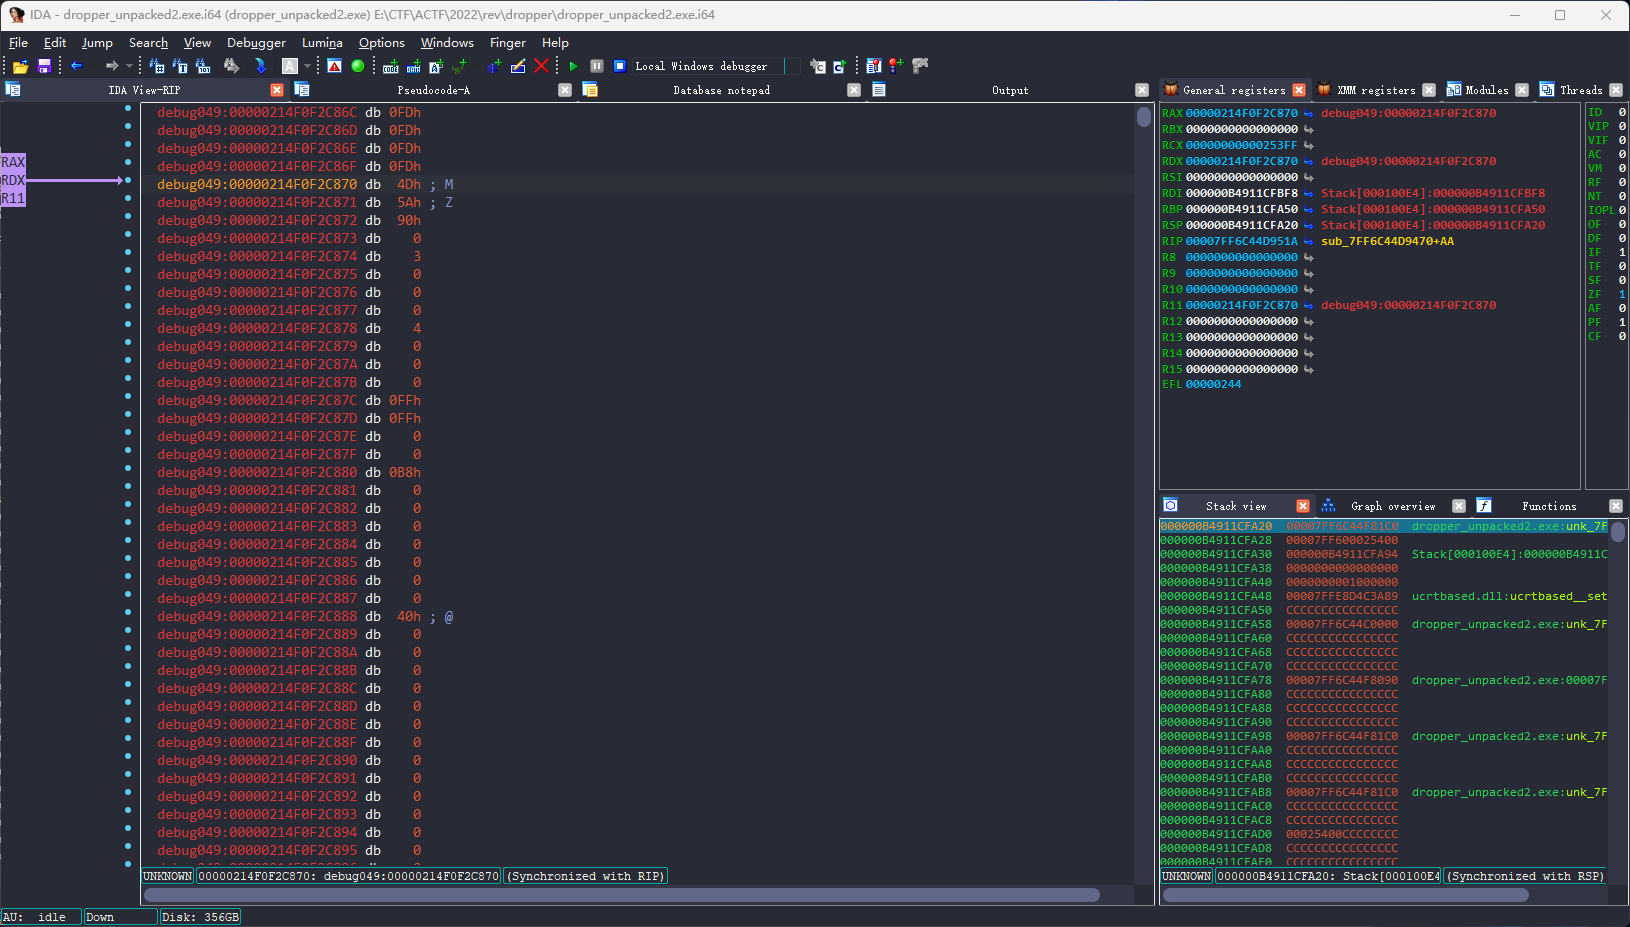 IDA - dropper_unpacked2.exe.i64 (dropper_unpacked2.exe) E:\CTF\ACTF\2022\rev\dropper\dropper_unpacked2.exe.i64
File Edit Jump Search View Debugger Lumina Options Windows Finger Help
Local Windows debugger
IDA View-RIP
Pseudocode-A
Database notepad
Output
RAX
RDX
R11
debug049:00000214F0F2C86C db 0FDh
debug049:00000214F0F2C86D db 0FDh
debug049:00000214F0F2C86E db 0FDh
debug049:00000214F0F2C86F db 0FDh
debug049:00000214F0F2C870 db 4Dh ; M
debug049:00000214F0F2C871 db 5Ah ; Z
debug049:00000214F0F2C872 db 90h
debug049:00000214F0F2C873 db 0
debug049:00000214F0F2C874 db 3
debug049:00000214F0F2C875 db 0
debug049:00000214F0F2C876 db 0
debug049:00000214F0F2C877 db 0
debug049:00000214F0F2C878 db 4
debug049:00000214F0F2C879 db 0
debug049:00000214F0F2C87A db 0
debug049:00000214F0F2C87B db 0
debug049:00000214F0F2C87C db 0FFh
debug049:00000214F0F2C87D db 0FFh
debug049:00000214F0F2C87E db 0
debug049:00000214F0F2C87F db 0
debug049:00000214F0F2C880 db 0B8h
debug049:00000214F0F2C881 db 0
debug049:00000214F0F2C882 db 0
debug049:00000214F0F2C883 db 0
debug049:00000214F0F2C884 db 0
debug049:00000214F0F2C885 db 0
debug049:00000214F0F2C886 db 0
debug049:00000214F0F2C887 db 0
debug049:00000214F0F2C888 db 40h ; @
debug049:00000214F0F2C889 db 0
debug049:00000214F0F2C88A db 0
debug049:00000214F0F2C88B db 0
debug049:00000214F0F2C88C db 0
debug049:00000214F0F2C88D db 0
debug049:00000214F0F2C88E db 0
debug049:00000214F0F2C88F db 0
debug049:00000214F0F2C890 db 0
debug049:00000214F0F2C891 db 0
debug049:00000214F0F2C892 db 0
debug049:00000214F0F2C893 db 0
debug049:00000214F0F2C894 db 0
debug049:00000214F0F2C895 db 0
UNKNOWN 00000214F0F2C870: debug049:00000214F0F2C870 (Synchronized with RIP)
General registers XMM registers Modules Threads
RAX 00000214F0F2C870 debug049:00000214F0F2C870
RBX 0000000000000000
RCX 00000000000253FF
RDX 00000214F0F2C870 debug049:00000214F0F2C870
RSI 0000000000000000
RDI 000000B4911CFBF8 Stack[000100E4]:000000B4911CFBF8
RBP 000000B4911CFA50 Stack[000100E4]:000000B4911CFA50
RSP 000000B4911CFA20 Stack[000100E4]:000000B4911CFA20
RIP 00007FF6C44D951A sub_7FF6C44D9470+AA
R8 0000000000000000
R9 0000000000000000
R10 0000000000000000
R11 00000214F0F2C870 debug049:00000214F0F2C870
R12 0000000000000000
R13 0000000000000000
R14 0000000000000000
R15 0000000000000000
EFL 00000244
ID 0
VIP 0
VIF 0
AC 0
VM 0
RF 0
NT 0
IOPL 0
OF 0
DF 0
IF 1
TF 0
SF 0
ZF 1
AF 0
PF 1
CF 0
Stack view Graph overview Functions
000000B4911CFA20 00007FF6C44F81C0 dropper_unpacked2.exe:unk_7F
000000B4911CFA28 00007FF600025400
000000B4911CFA30 000000B4911CFA94 Stack[000100E4]:000000B4911C
000000B4911CFA38 0000000000000000
000000B4911CFA40 0000000001000000
000000B4911CFA48 00007FFE8D4C3A89 ucrtbased.dll:ucrtbased__set
000000B4911CFA50 CCCCCCCCCCCCCCCC
000000B4911CFA58 00007FF6C44C0000 dropper_unpacked2.exe:unk_7F
000000B4911CFA60 CCCCCCCCCCCCCCCC
000000B4911CFA68 CCCCCCCCCCCCCCCC
000000B4911CFA70 CCCCCCCCCCCCCCCC
000000B4911CFA78 00007FF6C44F8090 dropper_unpacked2.exe:00007F
000000B4911CFA80 CCCCCCCCCCCCCCCC
000000B4911CFA88 CCCCCCCCCCCCCCCC
000000B4911CFA90 CCCCCCCCCCCCCCCC
000000B4911CFA98 00007FF6C44F81C0 dropper_unpacked2.exe:unk_7F
000000B4911CFAA0 CCCCCCCCCCCCCCCC
000000B4911CFAA8 CCCCCCCCCCCCCCCC
000000B4911CFAB0 CCCCCCCCCCCCCCCC
000000B4911CFAB8 00007FF6C44F81C0 dropper_unpacked2.exe:unk_7F
000000B4911CFAC0 CCCCCCCCCCCCCCCC
000000B4911CFAC8 CCCCCCCCCCCCCCCC
000000B4911CFAD0 00025400CCCCCCCC
000000B4911CFAD8 CCCCCCCCCCCCCCCC
000000B4911CFAE0 CCCCCCCCCCCCCCCC
UNKNOWN 000000B4911CFA20: Stack[000100E4 (Synchronized with RSP)
AU: idle Down Disk: 356GB